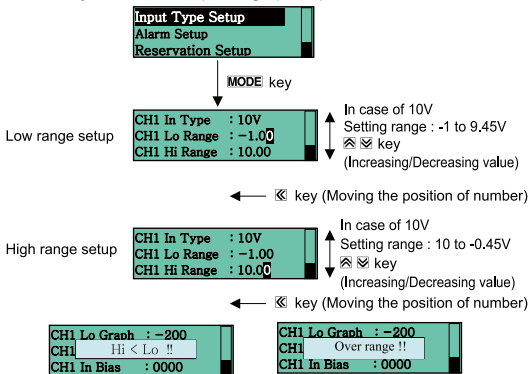 Input Type Setup
Alarm Setup
Reservation Setup
MODE key
Low range setup
CH1 In Type : 10V
CH1 Lo Range : -1.00
CH1 Hi Range : 10.00
In case of 10V
Setting range : -1 to 9.45V
key
(Increasing/Decreasing value)
key (Moving the position of number)
High range setup
CH1 In Type : 10V
CH1 Lo Range : -1.00
CH1 Hi Range : 10.00
In case of 10V
Setting range : 10 to -0.45V
key
(Increasing/Decreasing value)
key (Moving the position of number)
CH1 Lo Graph : -200
CH1 Hi < Lo !!
CH1 In Bias : 0000
CH1 Lo Graph : -200
CH1 Over range !!
CH1 In Bias : 0000